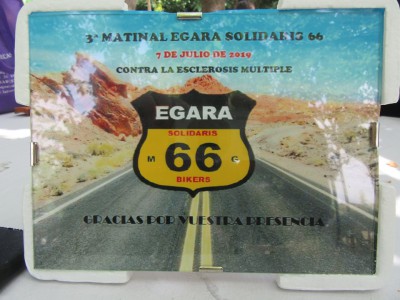 3ª MATINAL EGARA SOLIDARIS 66
7 DE JULIO DE 2019
CONTRA LA ESCLEROSIS MULTIPLE
EGARA
SOLIDARIS
M 66 G
BIKERS
GRACIAS POR VUESTRA PRESENCIA